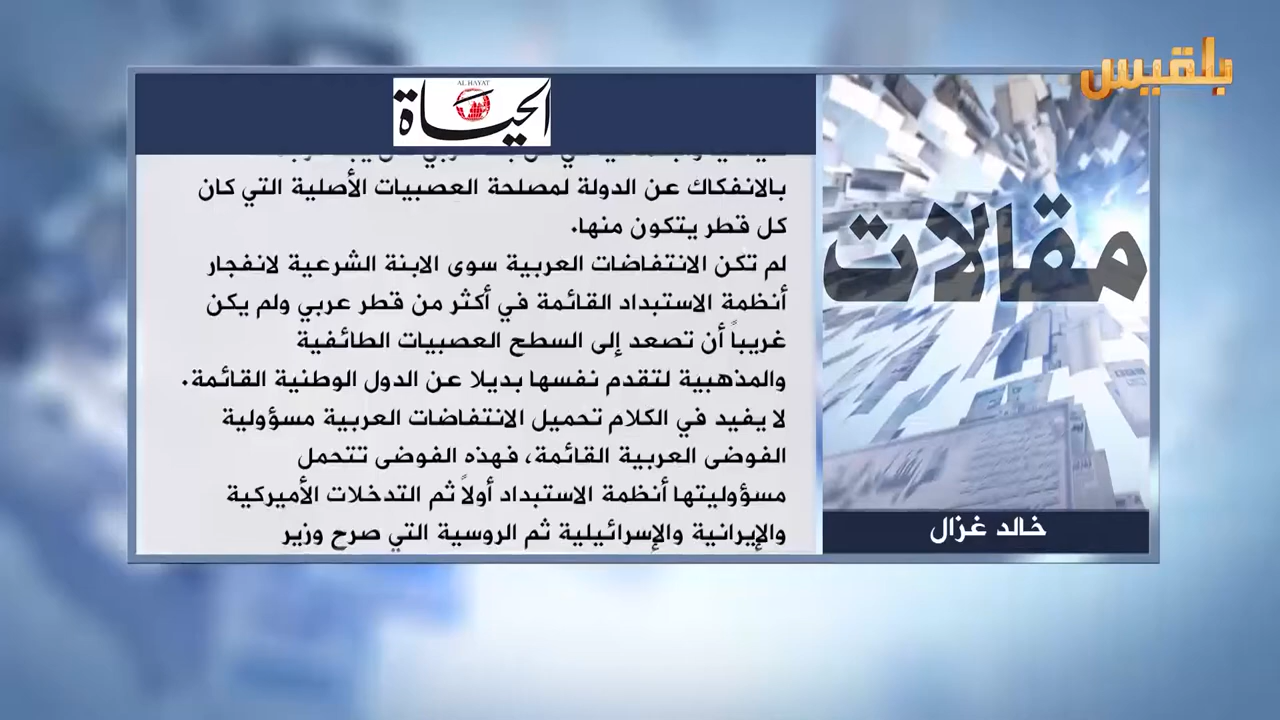 بلقيس
AL HAYAT
الحياة
بالانفكاك عن الدولة لمصلحة العصبيات الأصلية التي كان
كل قطر يتكون منها.
لم تكن الانتفاضات العربية سوى الابنة الشرعية لانفجار
أنظمة الاستبداد القائمة في أكثر من قطر عربي ولم يكن
غريباً أن تصعد إلى السطح العصبيات الطائفية
والمذهبية لتقدم نفسها بديلا عن الدول الوطنية القائمة.
لا يفيد في الكلام تحميل الانتفاضات العربية مسؤولية
الفوضى العربية القائمة، فهذه الفوضى تتحمل
مسؤوليتها أنظمة الاستبداد أولاً ثم التدخلات الأميركية
والإيرانية والإسرائيلية ثم الروسية التي صرح وزير
مقالات
خالد غزال